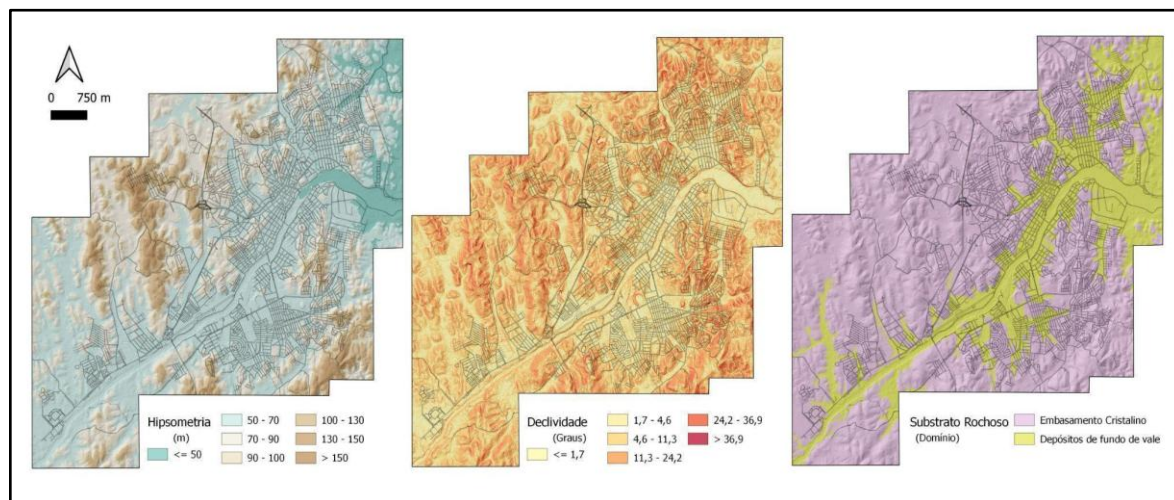 0 750 m
Hipsometria
(m)
<= 50
50 - 70
70 - 90
90 - 100
100 - 130
130 - 150
> 150
Declividade
(Graus)
<= 1,7
1,7 - 4,6
4,6 - 11,3
11,3 - 24,2
24,2 - 36,9
> 36,9
Substrato Rochoso
(Domínio)
Embasamento Cristalino
Depósitos de fundo de vale